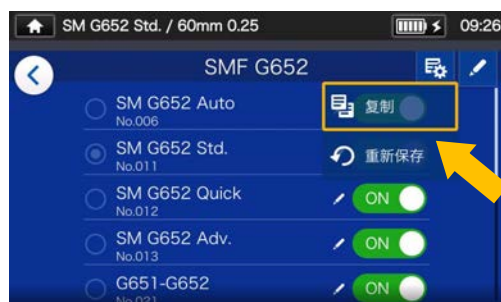 SM G652 Std. / 60mm 0.25 09:26
SMF G652
SM G652 Auto
No.006
复制
SM G652 Std.
No.011
重新保存
SM G652 Quick
No.012
ON
SM G652 Adv.
No.013
ON
G651-G652
No.021
ON